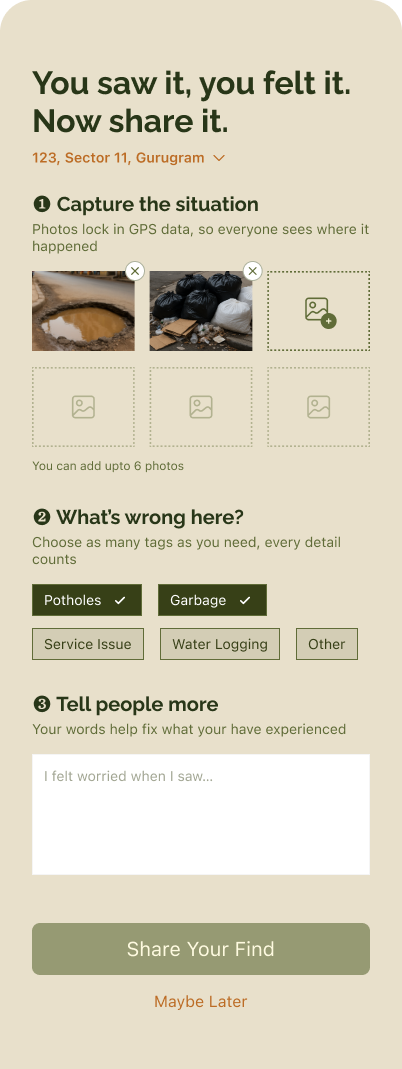 You saw it, you felt it.
Now share it.
123, Sector 11, Gurugram
❶ Capture the situation
Photos lock in GPS data, so everyone sees where it
happened
You can add upto 6 photos
❷ What's wrong here?
Choose as many tags as you need, every detail
counts
Potholes
Garbage
Service Issue
Water Logging
Other
❸ Tell people more
Your words help fix what your have experienced
I felt worried when I saw...
Share Your Find
Maybe Later